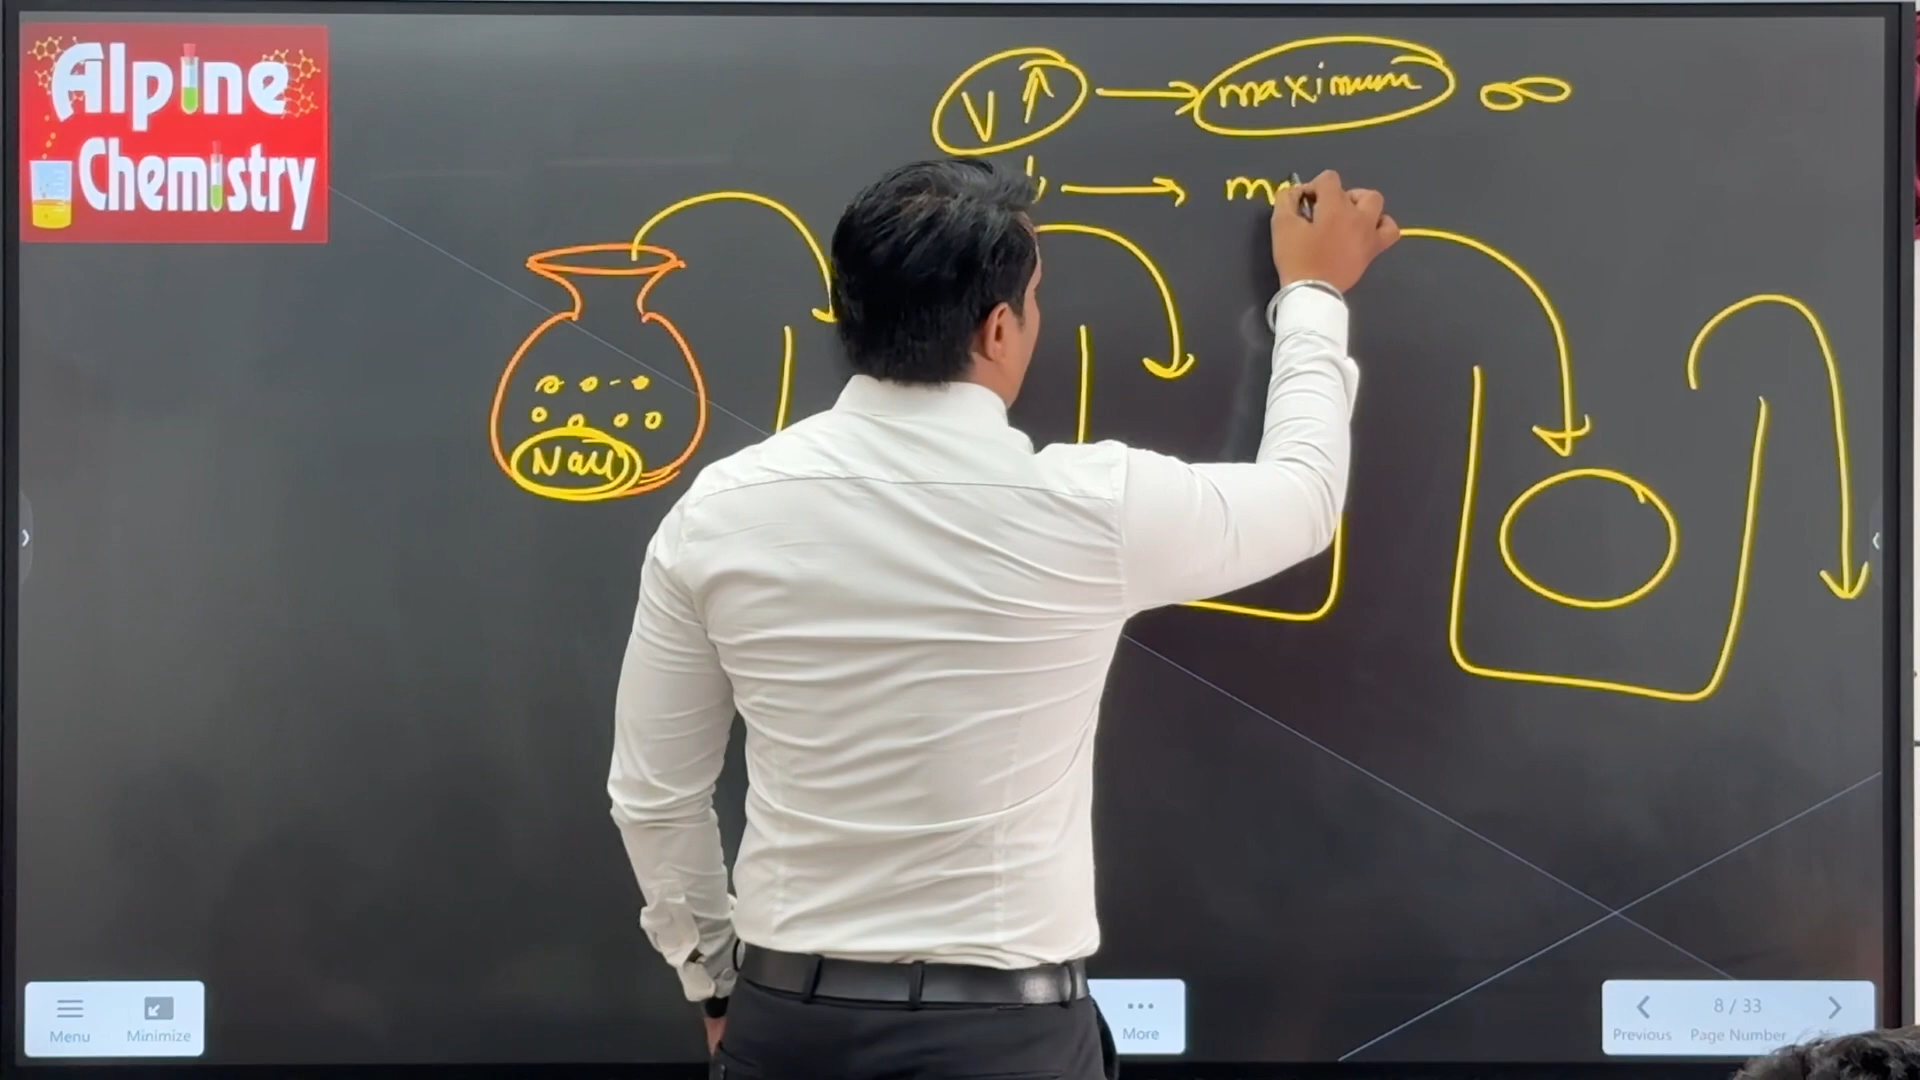 Alpine
Chemistry
V ↑ → maximum ∞
↓ →
NaCl
Menu
Minimize
More
Previous
8 / 33
Page Number